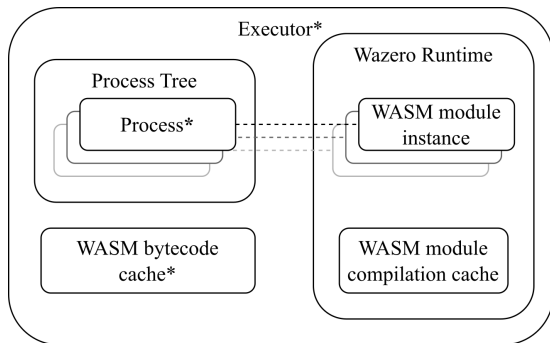 Executor*
Process Tree
Process*
WASM bytecode
cache*
Wazero Runtime
WASM module
instance
WASM module
compilation cache